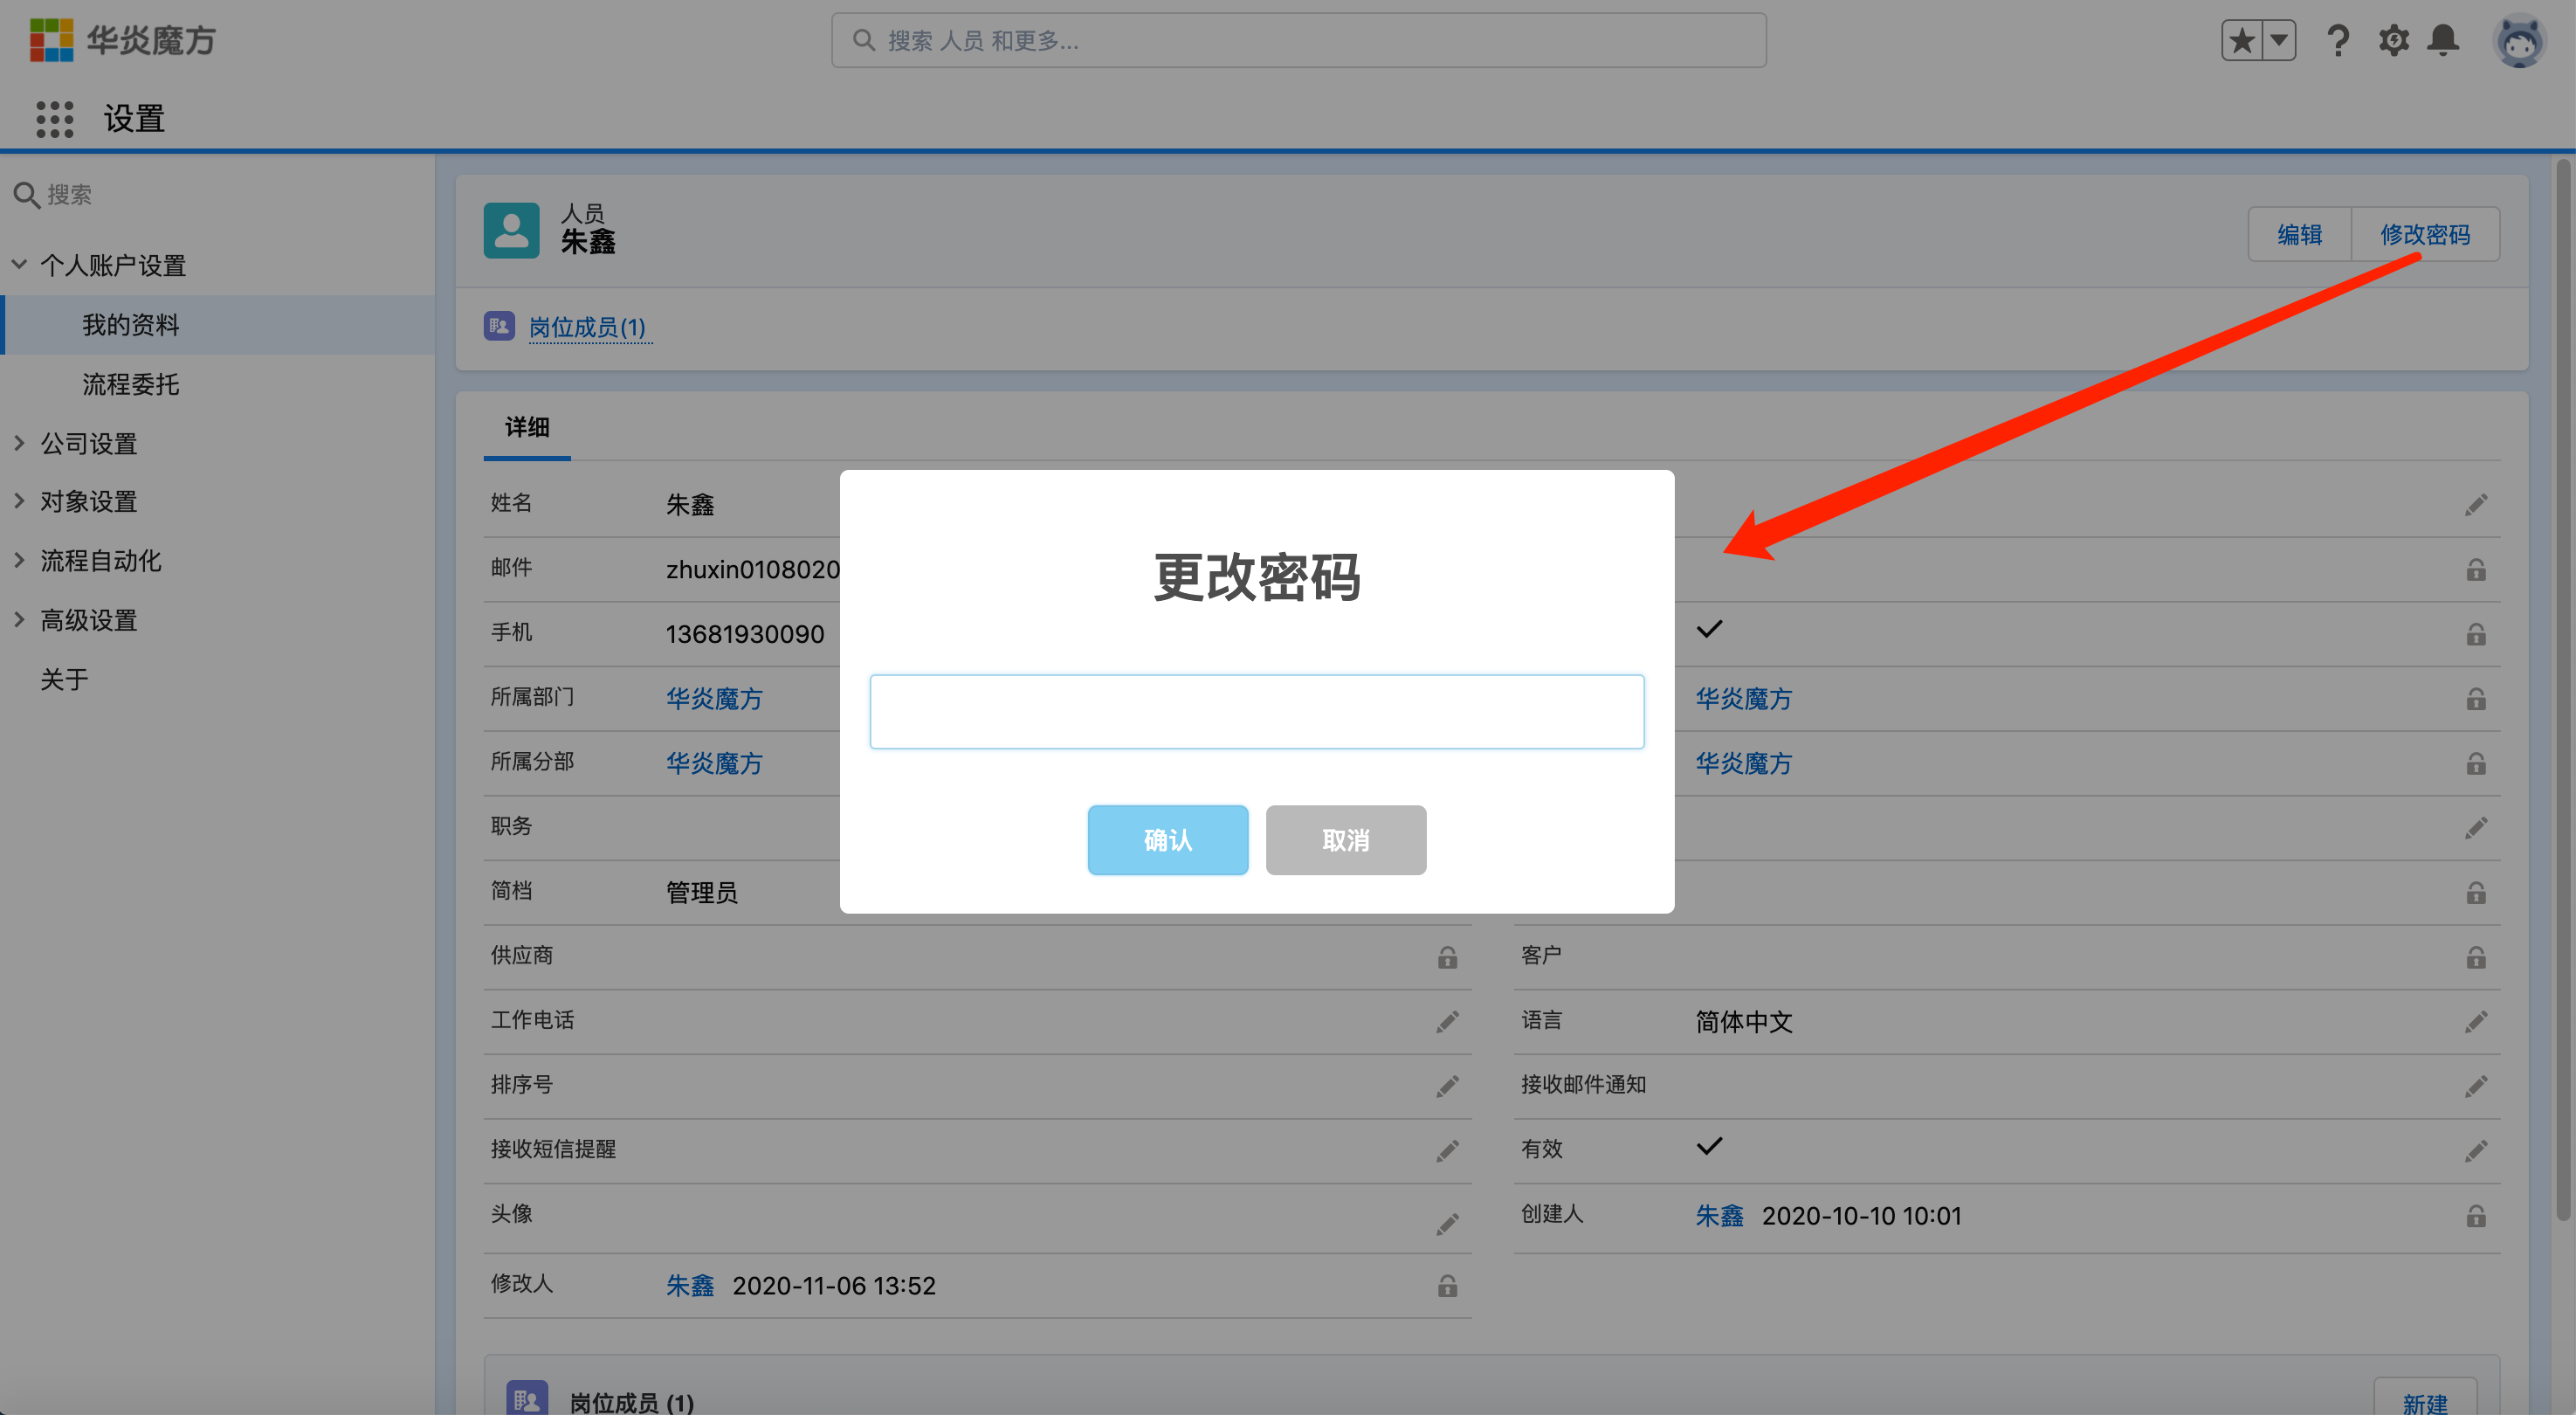 华炎魔方
搜索 人员 和更多...
设置
搜索
个人账户设置
我的资料
流程委托
公司设置
对象设置
流程自动化
高级设置
关于
人员
朱鑫
编辑
修改密码
岗位成员(1)
详细
姓名 朱鑫
邮件 zhuxin0108020
手机 13681930090
所属部门 华炎魔方 华炎魔方
所属分部 华炎魔方 华炎魔方
职务
简档 管理员
更改密码
确认 取消
供应商 客户
工作电话 语言 简体中文
排序号 接收邮件通知
接收短信提醒 有效
头像 创建人 朱鑫 2020-10-10 10:01
修改人 朱鑫 2020-11-06 13:52
岗位成员 (1) 新建